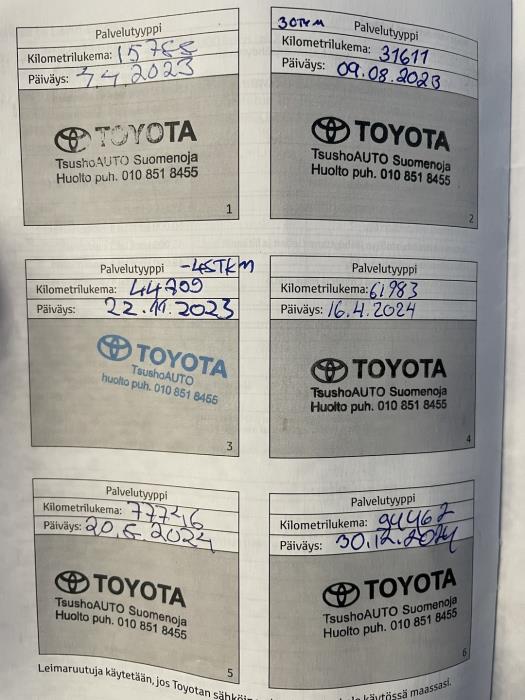 Palvelutyyppi
Kilometrilukema: 15788
Päiväys: 3.4.2023
TOYOTA
TsushoAUTO Suomenoja
Huolto puh. 010 851 8455
1
30TKM Palvelutyyppi
Kilometrilukema: 31611
Päiväys: 09.08.2023
TOYOTA
TsushoAUTO Suomenoja
Huolto puh. 010 851 8455
2
Palvelutyyppi -45TKM
Kilometrilukema: 44709
Päiväys: 22.11.2023
TOYOTA
TsushoAUTO
huolto puh. 010 851 8455
3
Palvelutyyppi
Kilometrilukema: 61983
Päiväys: 16.4.2024
TOYOTA
TsushoAUTO Suomenoja
Huolto puh. 010 851 8455
4
Palvelutyyppi
Kilometrilukema: 77746
Päiväys: 20.8.2024
TOYOTA
TsushoAUTO Suomenoja
Huolto puh. 010 851 8455
5
Palvelutyyppi
Kilometrilukema: 94462
Päiväys: 30.12.2024
TOYOTA
TsushoAUTO Suomenoja
Huolto puh. 010 851 8455
6
Leimaruutuja käytetään, jos Toyotan käytössä maassasi.